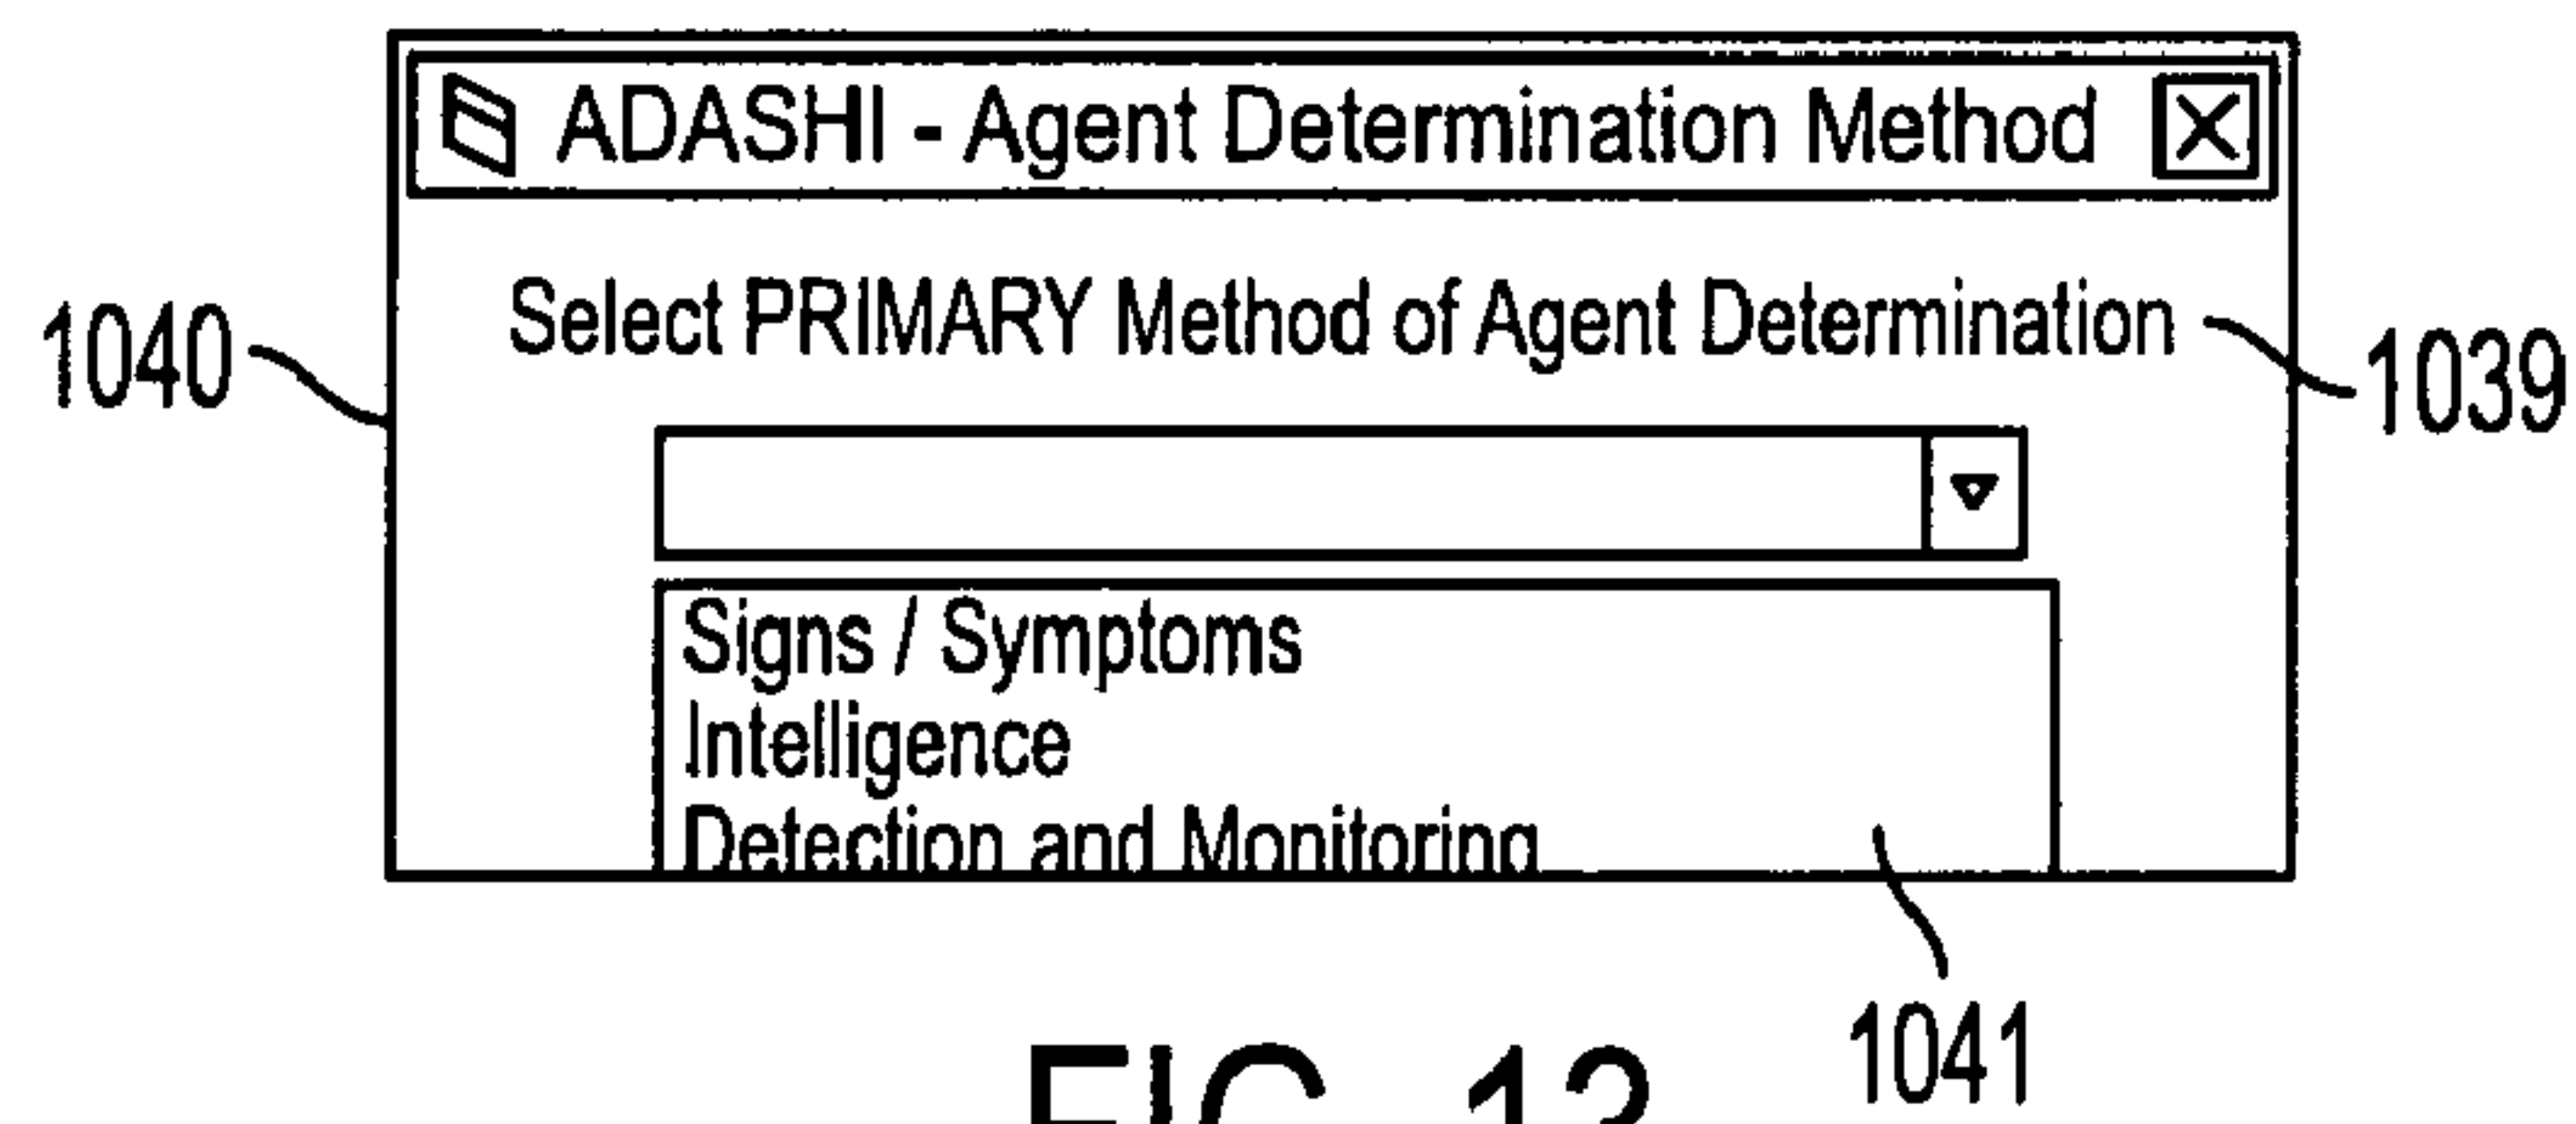 ADASHI - Agent Determination Method
Select PRIMARY Method of Agent Determination
1040
1039
Signs / Symptoms
Intelligence
Detection and Monitoring
1041
FIG.